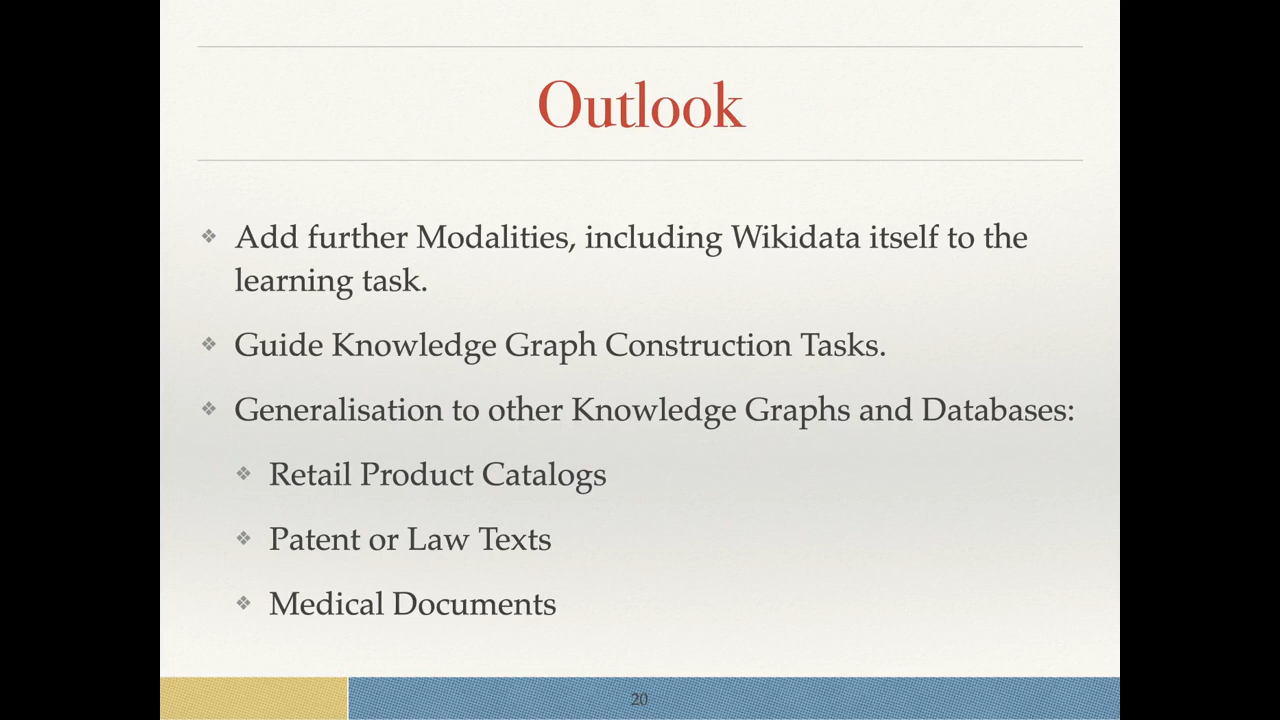 Outlook
❖ Add further Modalities, including Wikidata itself to the
learning task.
❖ Guide Knowledge Graph Construction Tasks.
❖ Generalisation to other Knowledge Graphs and Databases:
❖ Retail Product Catalogs
❖ Patent or Law Texts
❖ Medical Documents
20